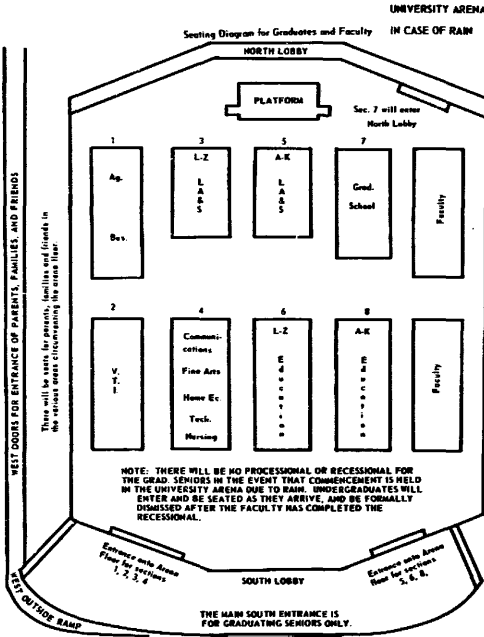 UNIVERSITY ARENA
Seating Diagram for Graduates and Faculty
IN CASE OF RAIN
NORTH LOBBY
PLATFORM
Sec. 7 will enter
North Lobby
1
Ag.
Bus.
3
L-Z
L A & S
5
A-K
L A & S
7
Grad.
School
Faculty
2
V. T. I.
4
Communi-
cations
Fine Arts
Home Ec.
Tech.
Nursing
6
L-Z
Education
8
A-K
Education
Faculty
WEST DOORS FOR ENTRANCE OF PARENTS, FAMILIES, AND FRIENDS
There will be seats for parents, families and friends in
the various areas circumventing the arena floor.
NOTE: THERE WILL BE NO PROCESSIONAL OR RECESSIONAL FOR
THE GRAD. SENIORS IN THE EVENT THAT COMMENCEMENT IS HELD
IN THE UNIVERSITY ARENA DUE TO RAIN. UNDERGRADUATES WILL
ENTER AND BE SEATED AS THEY ARRIVE, AND BE FORMALLY
DISMISSED AFTER THE FACULTY HAS COMPLETED THE
RECESSIONAL.
Entrance onto Arena
Floor for sections
1, 2, 3, 4
SOUTH LOBBY
Entrance onto Arena
floor for sections
5, 6, 8,
WEST OUTSIDE RAMP
THE MAIN SOUTH ENTRANCE IS
FOR GRADUATING SENIORS ONLY.